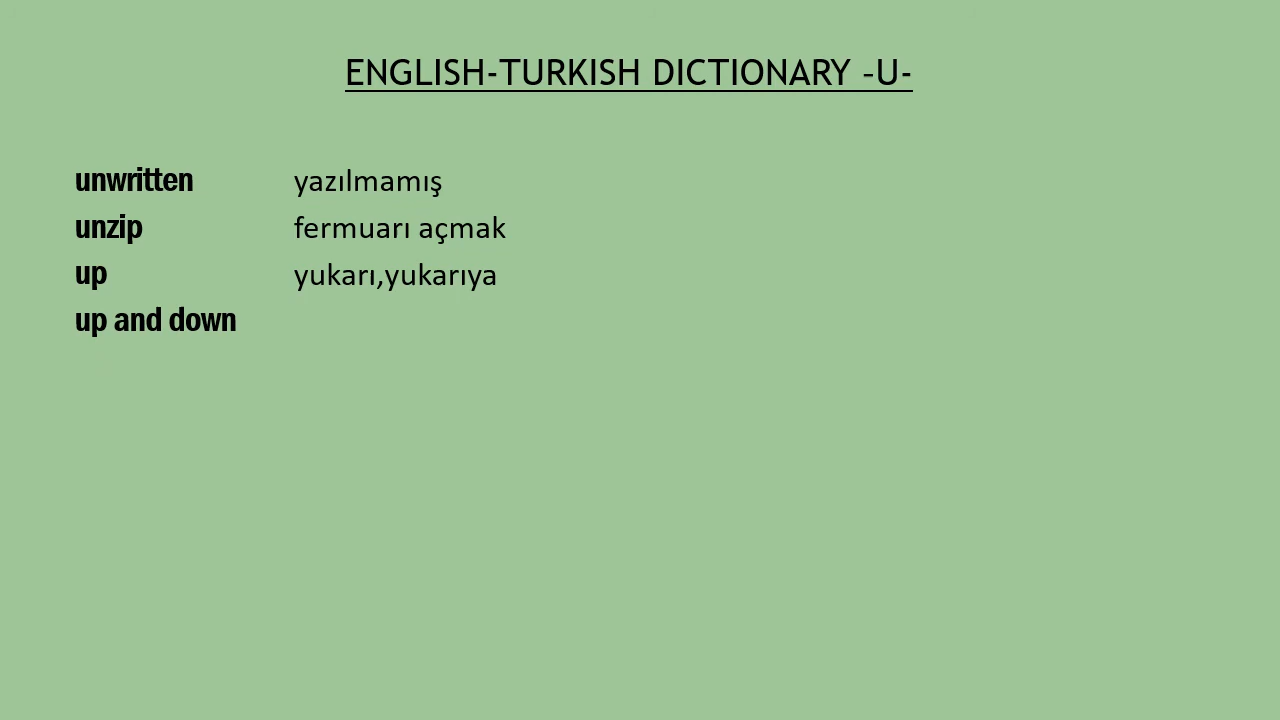 ENGLISH-TURKISH DICTIONARY -U-
unwritten yazılmamış
unzip fermuarı açmak
up yukarı,yukarıya
up and down